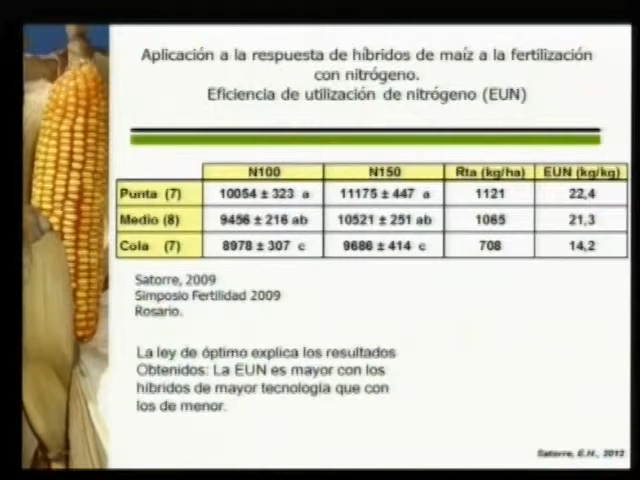 Aplicación a la respuesta de híbridos de maíz a la fertilización
con nitrógeno.
Eficiencia de utilización de nitrógeno (EUN)
N100 N150 Rta (kg/ha) EUN (kg/kg)
Punta (7) 10054 ± 323 a 11175 ± 447 a 1121 22,4
Medio (8) 9456 ± 216 ab 10521 ± 251 ab 1065 21,3
Cola (7) 8978 ± 307 c 9686 ± 414 c 708 14,2
Satorre, 2009
Simposio Fertilidad 2009
Rosario.
La ley de óptimo explica los resultados
Obtenidos: La EUN es mayor con los
híbridos de mayor tecnología que con
los de menor.
Satorre, E.H., 2012